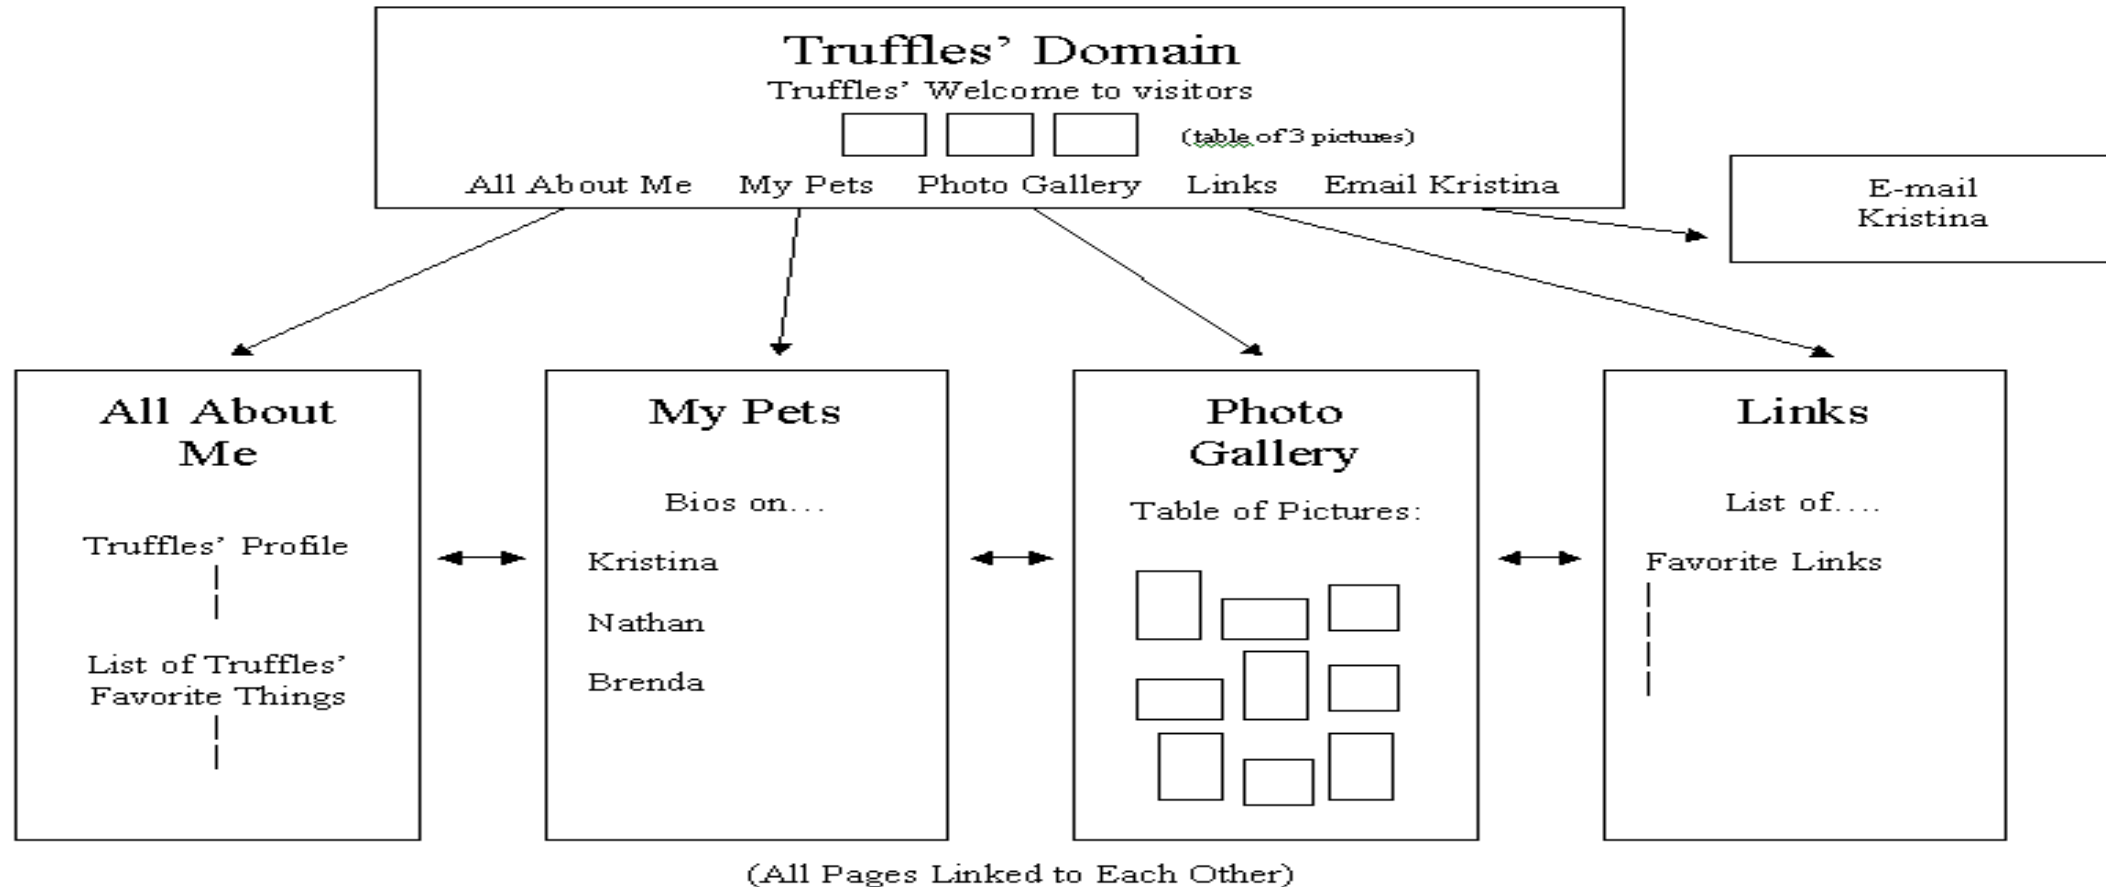 Truffles’ Domain
Truffles’ Welcome to visitors
(table of 3 pictures)
All About Me My Pets Photo Gallery Links Email Kristina
E-mail
Kristina
All About
Me
Truffles’ Profile
List of Truffles’
Favorite Things
My Pets
Bios on…
Kristina
Nathan
Brenda
Photo
Gallery
Table of Pictures:
Links
List of….
Favorite Links
(All Pages Linked to Each Other)